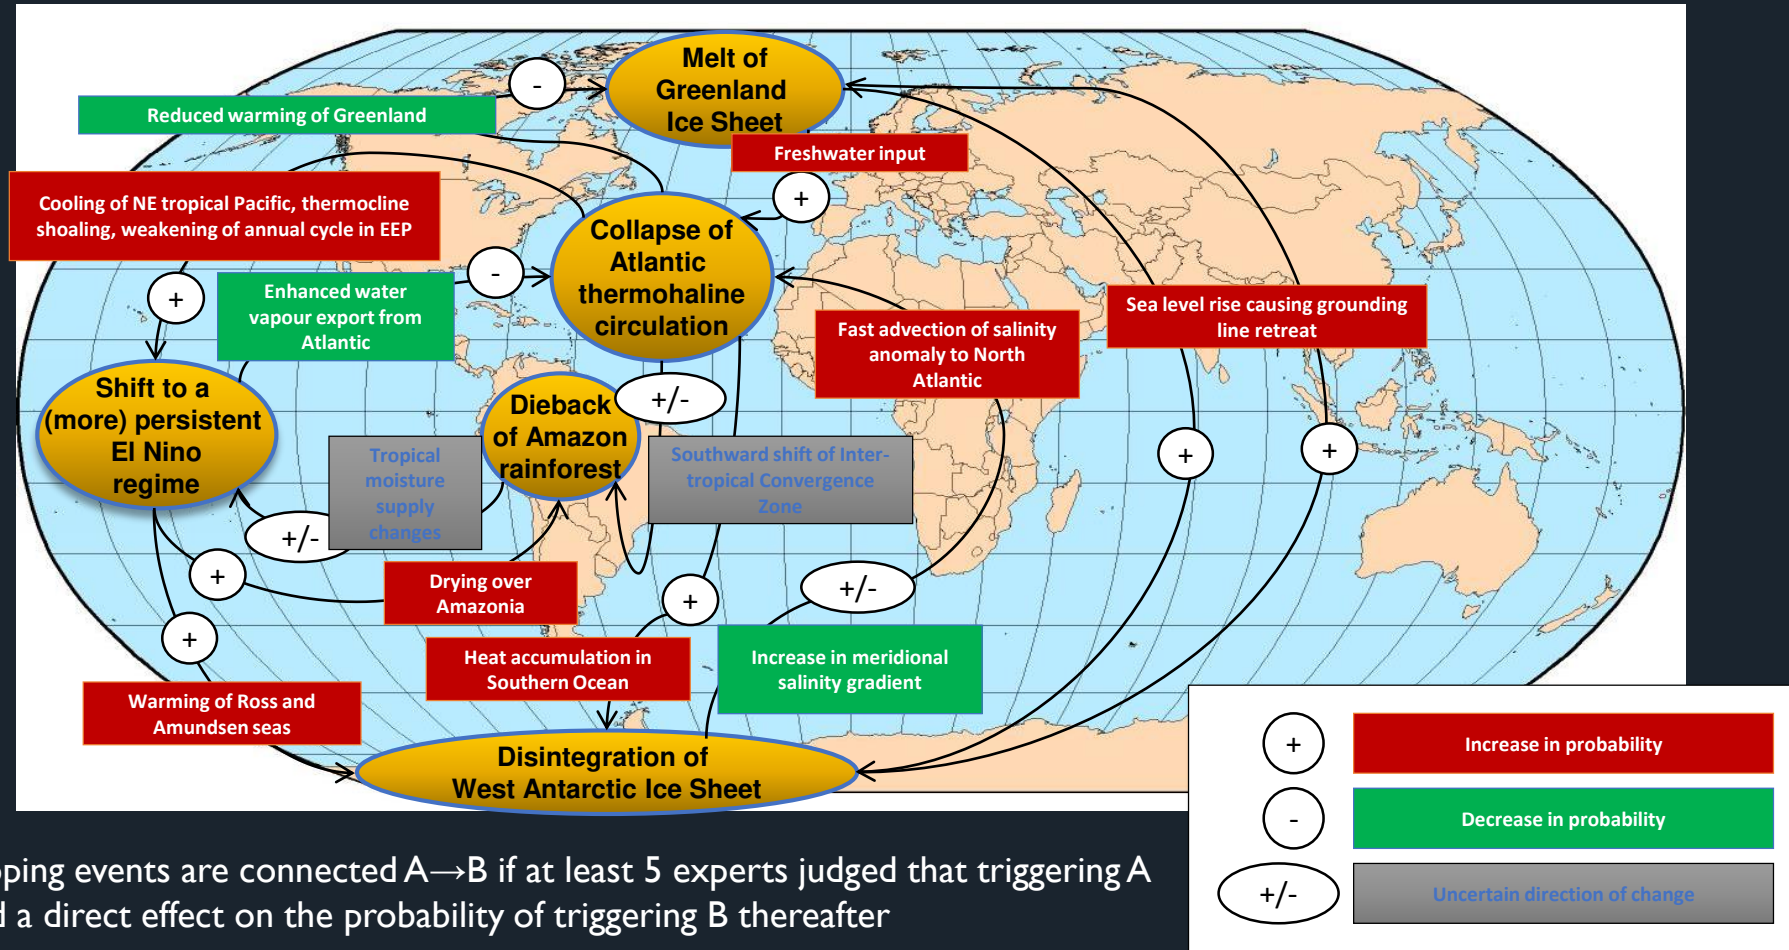 Melt of
Greenland
Ice Sheet
-
Reduced warming of Greenland
Freshwater input
+
Cooling of NE tropical Pacific, thermocline
shoaling, weakening of annual cycle in EEP
Collapse of
Atlantic
thermohaline
circulation
-
+
Enhanced water
vapour export from
Atlantic
Sea level rise causing grounding
line retreat
Fast advection of salinity
anomaly to North
Atlantic
Shift to a
(more) persistent
El Nino
regime
Dieback
of Amazon
rainforest
+/-
Tropical
moisture
supply
changes
Southward shift of Inter-
tropical Convergence
Zone
+
+
+/-
+
Drying over
Amazonia
+
+/-
+
Heat accumulation in
Southern Ocean
Increase in meridional
salinity gradient
Warming of Ross and
Amundsen seas
Disintegration of
West Antarctic Ice Sheet
+
Increase in probability
-
Decrease in probability
+/-
Uncertain direction of change
events are connected A→B if at least 5 experts judged that triggering A
a direct effect on the probability of triggering B thereafter